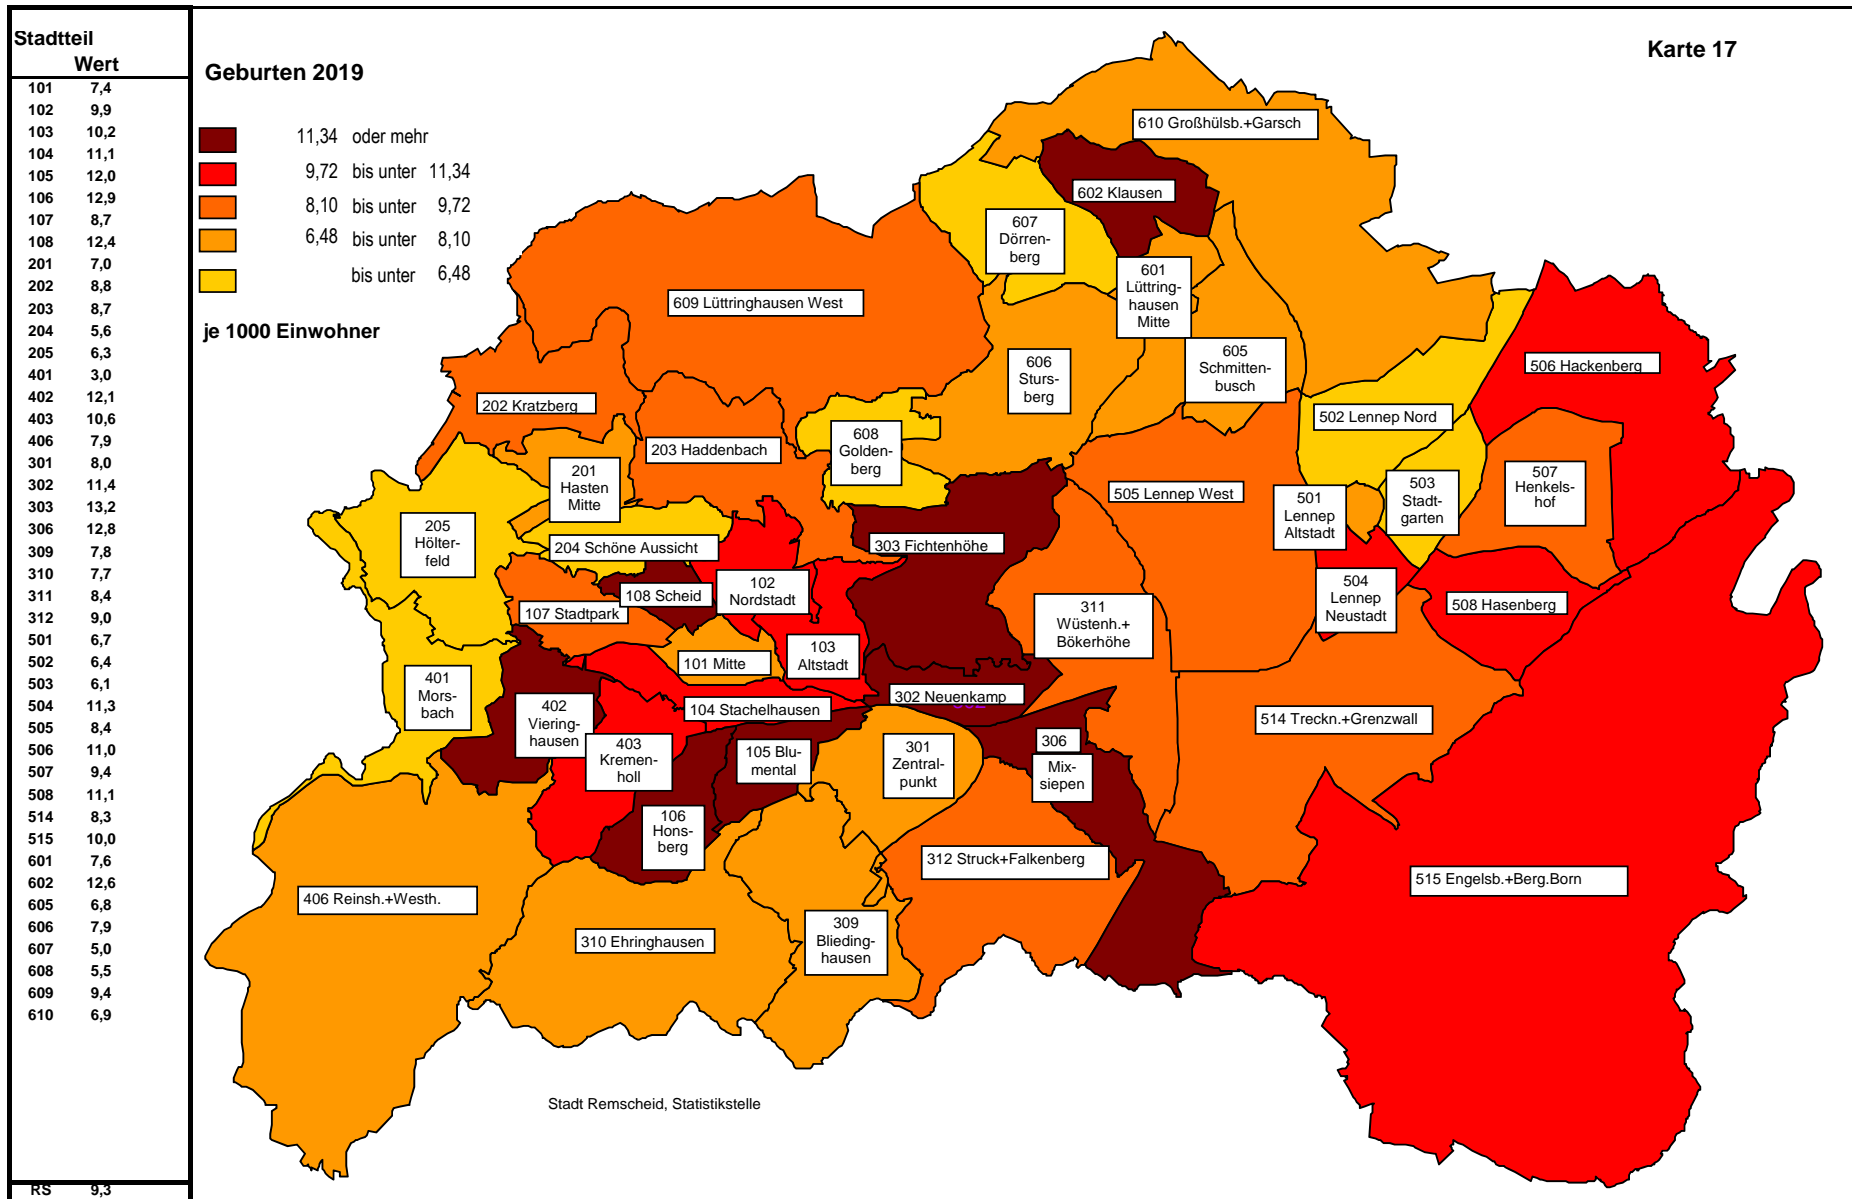 Stadtteil
Wert
101 7,4
102 9,9
103 10,2
104 11,1
105 12,0
106 12,9
107 8,7
108 12,4
201 7,0
202 8,8
203 8,7
204 5,6
205 6,3
401 3,0
402 12,1
403 10,6
406 7,9
301 8,0
302 11,4
303 13,2
306 12,8
309 7,8
310 7,7
311 8,4
312 9,0
501 6,7
502 6,4
503 6,1
504 11,3
505 8,4
506 11,0
507 9,4
508 11,1
514 8,3
515 10,0
601 7,6
602 12,6
605 6,8
606 7,9
607 5,0
608 5,5
609 9,4
610 6,9
RS 9,3
Geburten 2019
Karte 17
11,34 oder mehr
9,72 bis unter 11,34
8,10 bis unter 9,72
6,48 bis unter 8,10
bis unter 6,48
je 1000 Einwohner
610 Großhülsb.+Garsch
602 Klausen
607
Dörren-
berg
601
Lüttring-
hausen
Mitte
609 Lüttringhausen West
605
Schmitten-
busch
606
Sturs-
berg
506 Hackenberg
202 Kratzberg
502 Lennep Nord
608
Golden-
berg
203 Haddenbach
201
Hasten
Mitte
505 Lennep West
501
Lennep
Altstadt
503
Stadt-
garten
507
Henkels-
hof
205
Hölter-
feld
204 Schöne Aussicht
303 Fichtenhöhe
108 Scheid
102
Nordstadt
504
Lennep
Neustadt
508 Hasenberg
107 Stadtpark
311
Wüstenh.+
Bökerhöhe
103
Altstadt
101 Mitte
401
Mors-
bach
302 Neuenkamp
402
Viering-
hausen
104 Stachelhausen
514 Treckn.+Grenzwall
403
Kremen-
holl
105 Blu-
mental
301
Zentral-
punkt
306
Mix-
siepen
106
Hons-
berg
312 Struck+Falkenberg
515 Engelsb.+Berg.Born
406 Reinsh.+Westh.
310 Ehringhausen
309
Blieding-
hausen
Stadt Remscheid, Statistikstelle